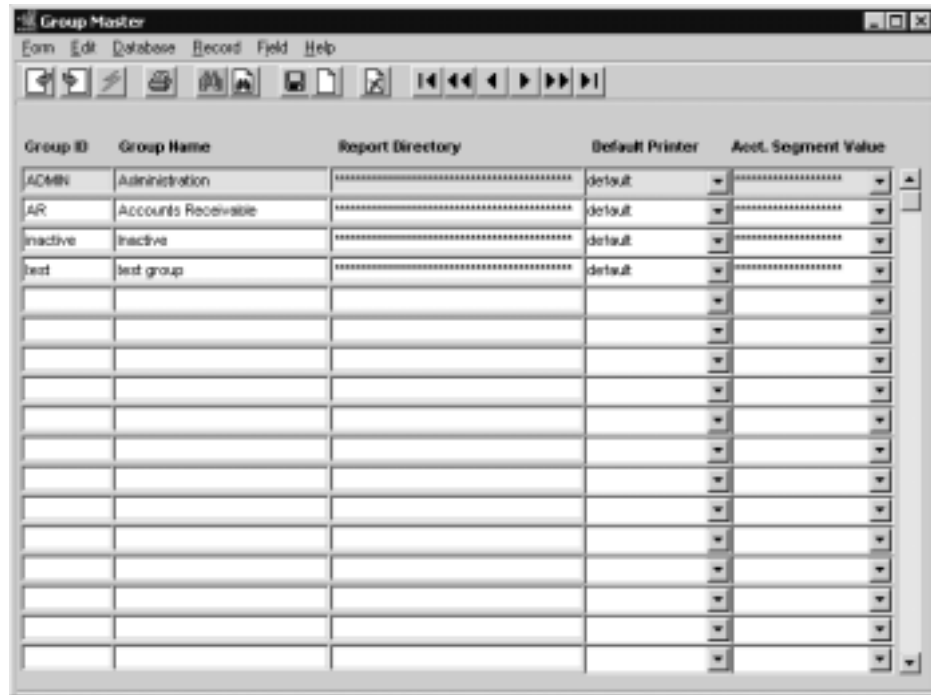 Group Master
Form Edit Database Record Field Help
Group ID Group Name Report Directory Default Printer Acct. Segment Value
ADMIN Administration ******************************************** default ********************
AR Accounts Receivable ******************************************** default ********************
inactive Inactive ******************************************** default ********************
test test group ******************************************** default ********************